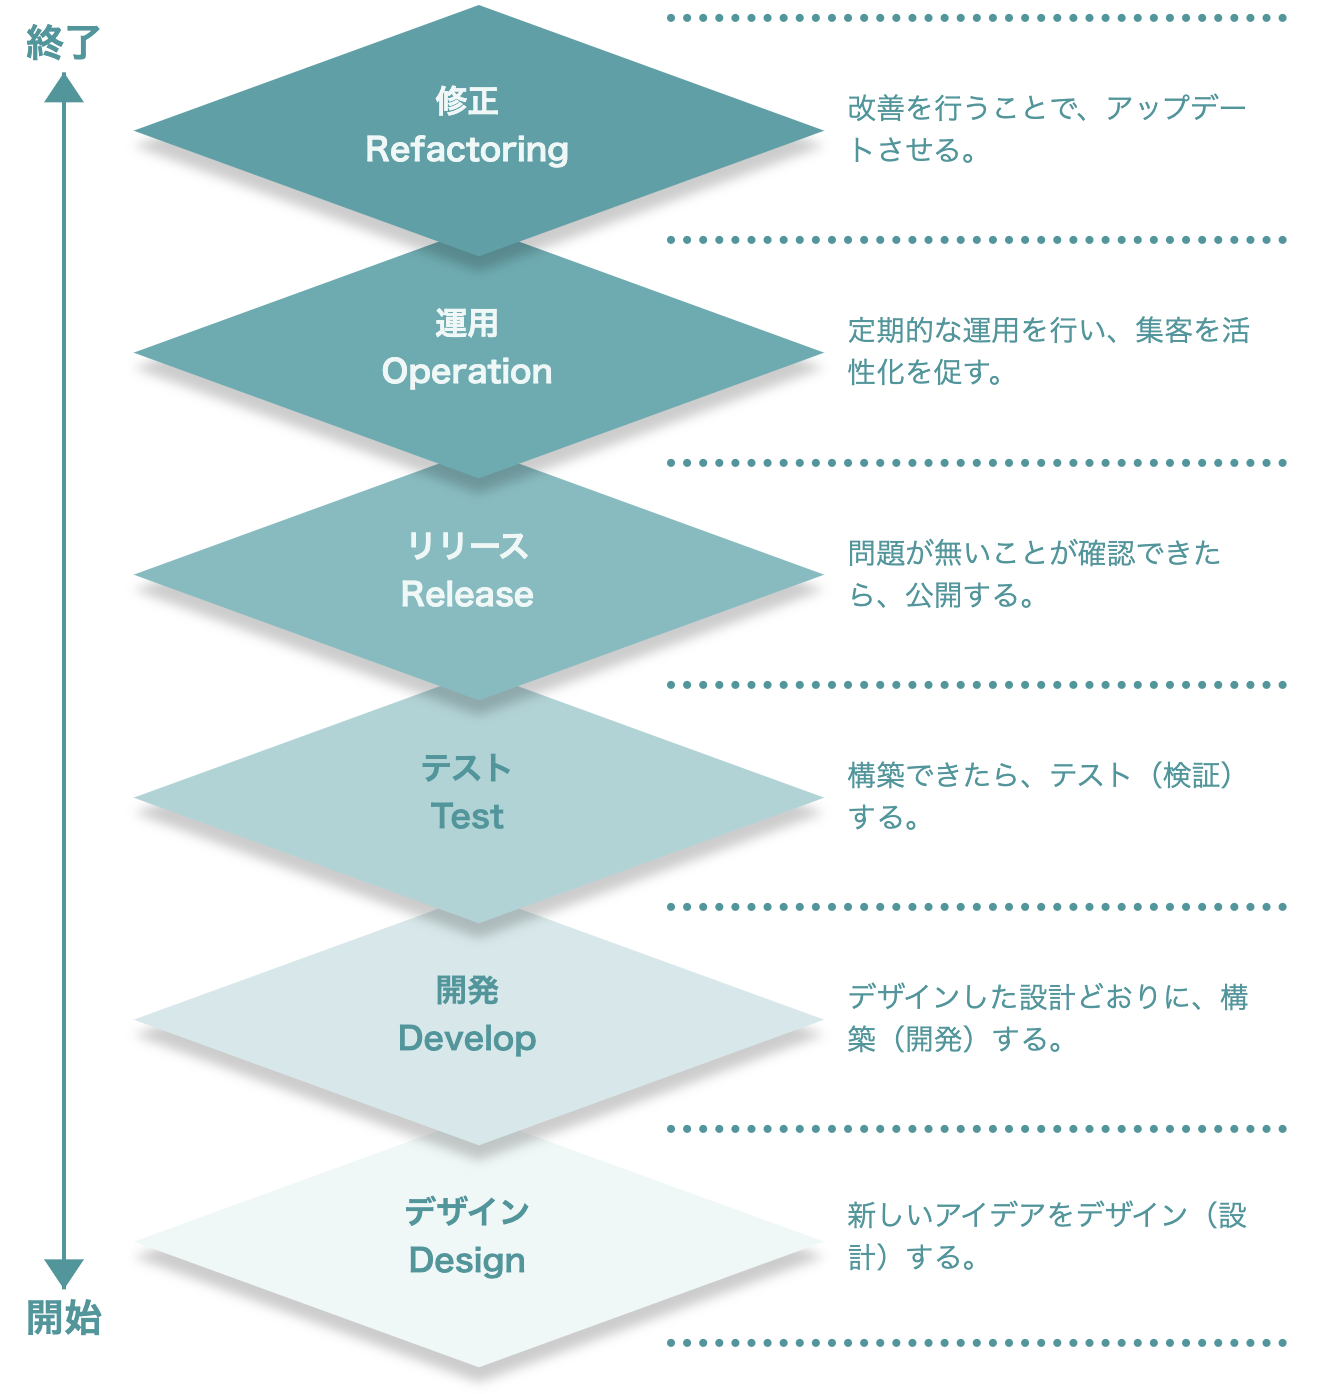 終了
修正
Refactoring
改善を行うことで、アップデー
トさせる。
運用
Operation
定期的な運用を行い、集客を活
性化を促す。
リリース
Release
問題が無いことが確認できた
ら、公開する。
テスト
Test
構築できたら、テスト（検証）
する。
開発
Develop
デザインした設計どおりに、構
築（開発）する。
デザイン
Design
新しいアイデアをデザイン（設
計）する。
開始